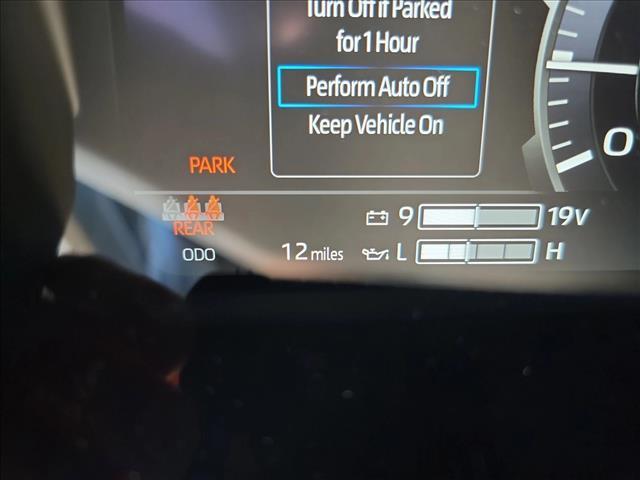 Turn Off if Parked
for 1 Hour
Perform Auto Off
Keep Vehicle On
0
PARK
REAR
9 19V
ODO 12 miles L H